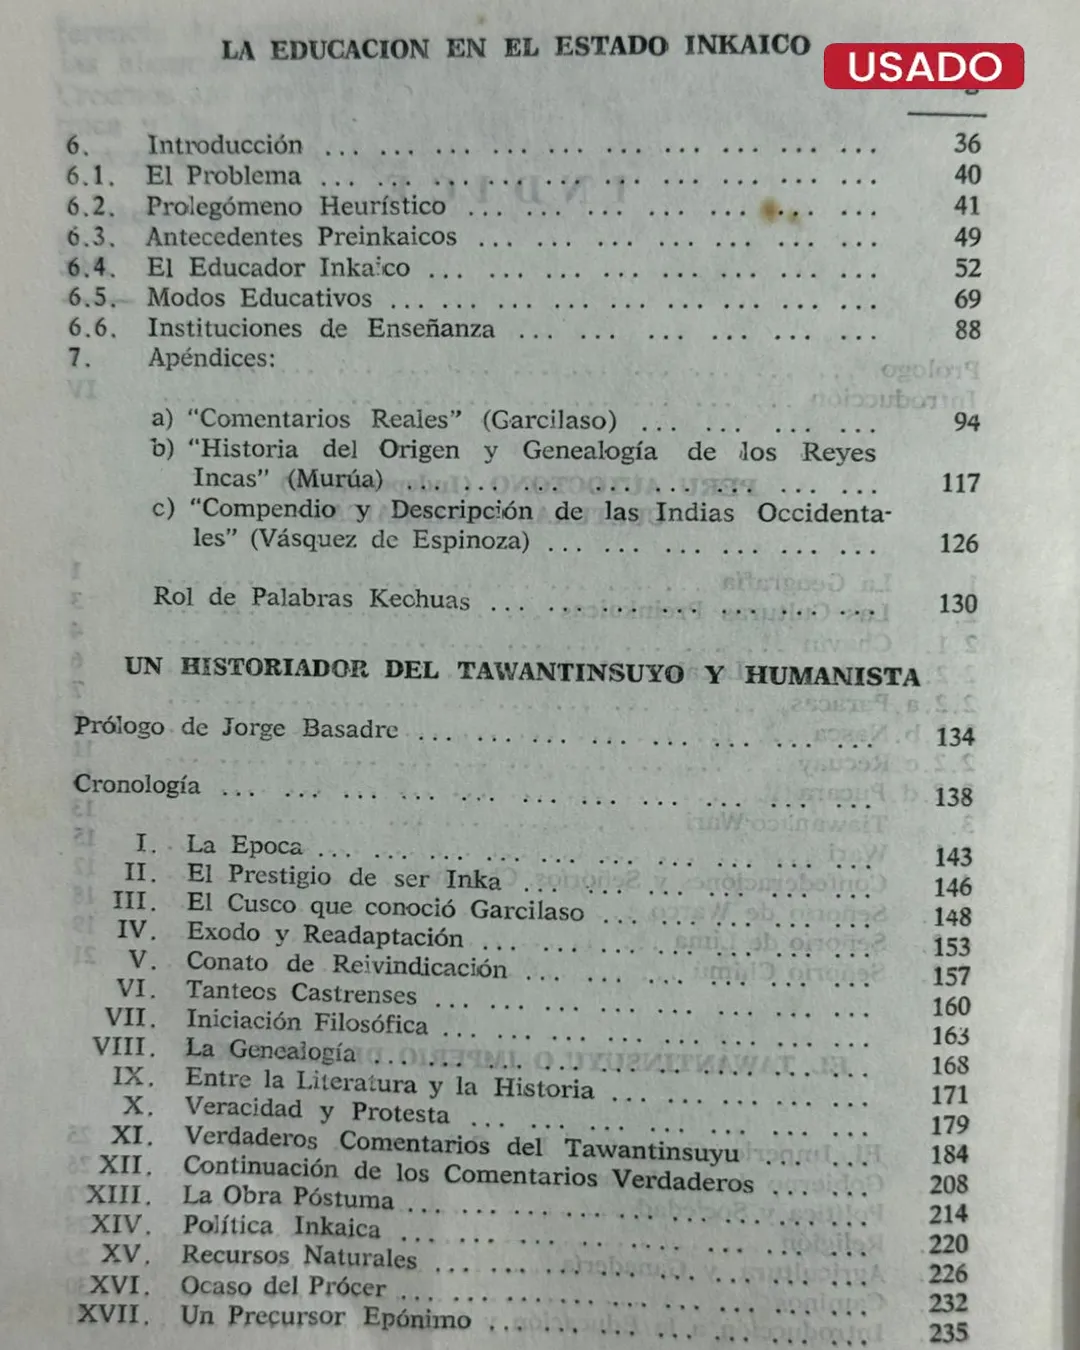 LA EDUCACION EN EL ESTADO INKAICO
USADO
6. Introducción ... ... ... ... ... ... ... ... ... ... 36
6.1. El Problema ... ... ... ... ... ... ... ... ... ... 40
6.2. Prolegómeno Heurístico ... ... ... ... ... ... ... 41
6.3. Antecedentes Preinkaicos ... ... ... ... ... ... ... 49
6.4. El Educador Inkaico ... ... ... ... ... ... ... ... 52
6.5. Modos Educativos ... ... ... ... ... ... ... ... ... 69
6.6. Instituciones de Enseñanza ... ... ... ... ... ... 88
7. Apéndices:
a) "Comentarios Reales" (Garcilaso) ... ... ... ... 94
b) "Historia del Origen y Genealogía de los Reyes
Incas" (Murúa) ... ... ... ... ... ... ... ... 117
c) "Compendio y Descripción de las Indias Occidenta-
les" (Vásquez de Espinoza) ... ... ... ... ... ... 126
Rol de Palabras Kechuas ... ... ... ... ... ... ... 130
UN HISTORIADOR DEL TAWANTINSUYO Y HUMANISTA
Prólogo de Jorge Basadre ... ... ... ... ... ... ... ... 134
Cronología ... ... ... ... ... ... ... ... ... ... ... 138
I. La Epoca ... ... ... ... ... ... ... ... ... 143
II. El Prestigio de ser Inka ... ... ... ... ... ... 146
III. El Cusco que conoció Garcilaso ... ... ... ... ... 148
IV. Exodo y Readaptación ... ... ... ... ... ... ... 153
V. Conato de Reivindicación ... ... ... ... ... ... 157
VI. Tanteos Castrenses ... ... ... ... ... ... ... ... 160
VII. Iniciación Filosófica ... ... ... ... ... ... ... 163
VIII. La Genealogía ... ... ... ... ... ... ... ... 168
IX. Entre la Literatura y la Historia ... ... ... ... ... 171
X. Veracidad y Protesta ... ... ... ... ... ... ... 179
XI. Verdaderos Comentarios del Tawantinsuyu ... ... ... 184
XII. Continuación de los Comentarios Verdaderos ... ... ... 208
XIII. La Obra Póstuma ... ... ... ... ... ... ... ... 214
XIV. Política Inkaica ... ... ... ... ... ... ... ... 220
XV. Recursos Naturales ... ... ... ... ... ... ... ... 226
XVI. Ocaso del Prócer ... ... ... ... ... ... ... ... 232
XVII. Un Precursor Epónimo ... ... ... ... ... ... ... 235